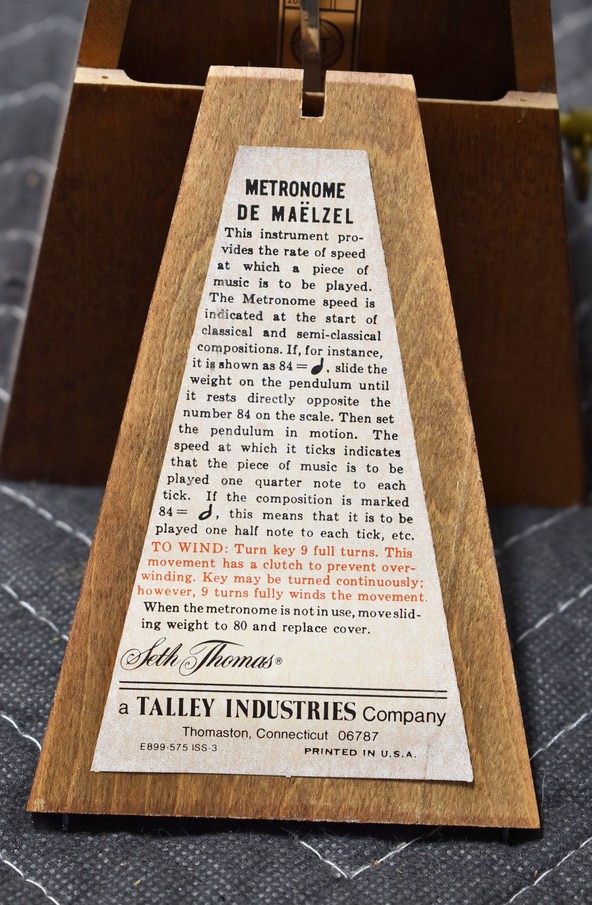 METRONOME
DE MAËLZEL
This instrument pro-
vides the rate of speed
at which a piece of
music is to be played.
The Metronome speed is
indicated at the start of
classical and semi-classical
compositions. If, for instance,
it is shown as 84 = 𝅘𝅥 , slide the
weight on the pendulum until
it rests directly opposite the
number 84 on the scale. Then set
the pendulum in motion. The
speed at which it ticks indicates
that the piece of music is to be
played one quarter note to each
tick. If the composition is marked
84 = 𝅗𝅥 , this means that it is to be
played one half note to each tick, etc.
TO WIND: Turn key 9 full turns. This
movement has a clutch to prevent over-
winding. Key may be turned continuously;
however, 9 turns fully winds the movement.
When the metronome is not in use, move slid-
ing weight to 80 and replace cover.
Seth Thomas®
a TALLEY INDUSTRIES Company
Thomaston, Connecticut 06787
E899-575 ISS-3 PRINTED IN U.S.A.